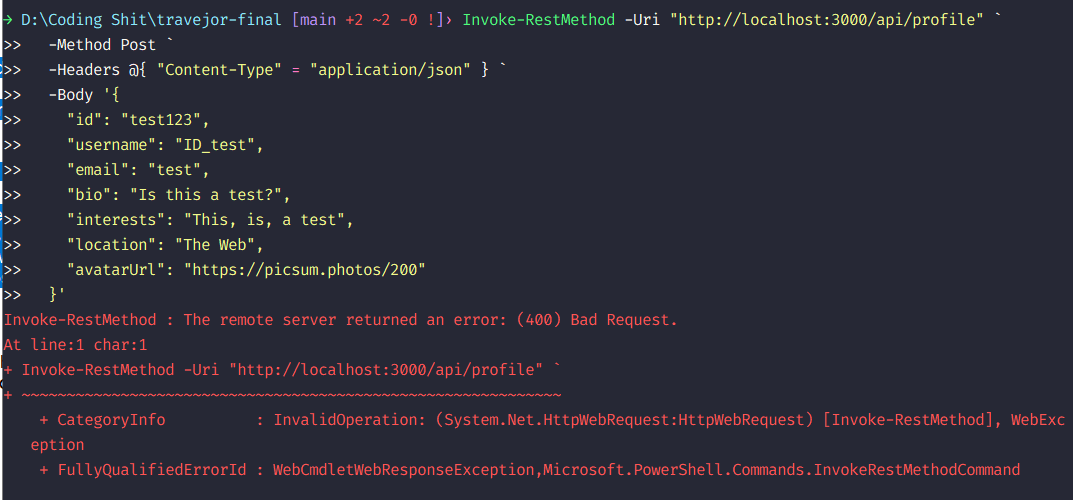 → D:\Coding Shit\travejor-final [main +2 ~2 -0 !]› Invoke-RestMethod -Uri "http://localhost:3000/api/profile" `
>>   -Method Post `
>>   -Headers @{ "Content-Type" = "application/json" } `
>>   -Body '{
>>     "id": "test123",
>>     "username": "ID_test",
>>     "email": "test",
>>     "bio": "Is this a test?",
>>     "interests": "This, is, a test",
>>     "location": "The Web",
>>     "avatarUrl": "https://picsum.photos/200"
>>   }'
Invoke-RestMethod : The remote server returned an error: (400) Bad Request.
At line:1 char:1
+ Invoke-RestMethod -Uri "http://localhost:3000/api/profile" `
+ ~~~~~~~~~~~~~~~~~~~~~~~~~~~~~~~~~~~~~~~~~~~~~~~~~~~~~~~~~~~~
    + CategoryInfo          : InvalidOperation: (System.Net.HttpWebRequest:HttpWebRequest) [Invoke-RestMethod], WebExc
   eption
    + FullyQualifiedErrorId : WebCmdletWebResponseException,Microsoft.PowerShell.Commands.InvokeRestMethodCommand